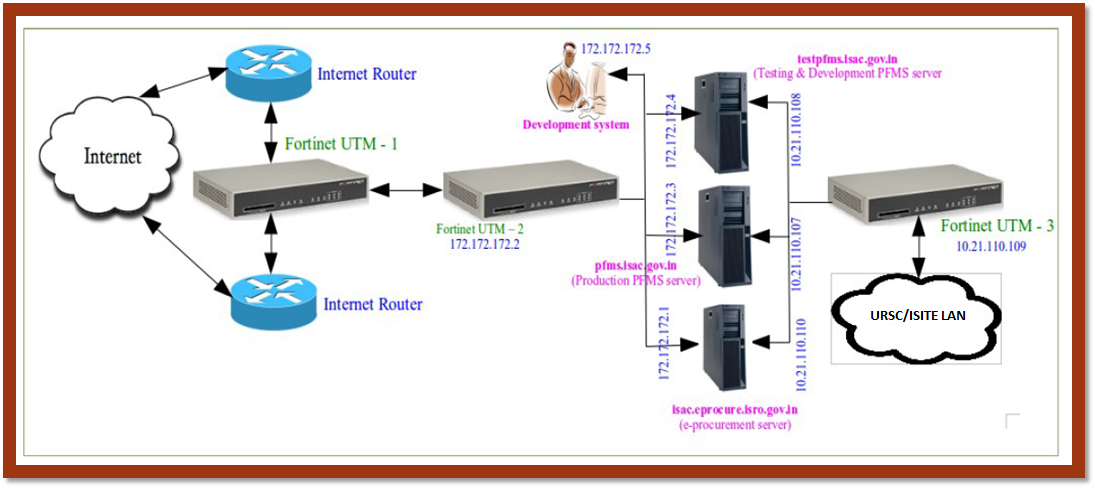 Internet
Internet Router
Fortinet UTM - 1
Internet Router
Fortinet UTM – 2
172.172.172.2
172.172.172.5
Development system
testpfms.isac.gov.in
(Testing & Development PFMS server
172.172.172.4
10.21.110.108
172.172.172.3
10.21.110.107
pfms.isac.gov.in
(Production PFMS server)
172.172.172.1
10.21.110.110
isac.eprocure.isro.gov.in
(e-procurement server)
Fortinet UTM - 3
10.21.110.109
URSC/ISITE LAN